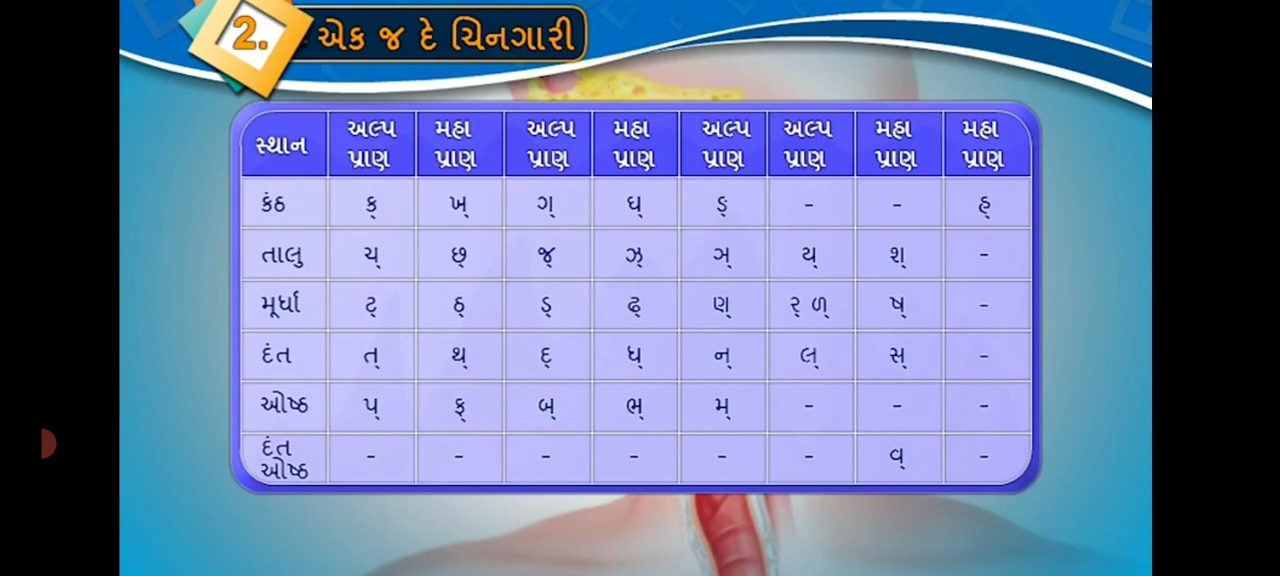 2. એક જ દે ચિનગારી
સ્થાન અલ્પ પ્રાણ મહા પ્રાણ અલ્પ પ્રાણ મહા પ્રાણ અલ્પ પ્રાણ અલ્પ પ્રાણ મહા પ્રાણ મહા પ્રાણ
કંઠ ક્ ખ્ ગ્ ઘ્ ઙ્ - - હ્
તાલુ ચ્ છ્ જ્ ઝ્ ઞ્ ય્ શ્ -
મૂર્ધા ટ્ ઠ્ ડ્ ઢ્ ણ્ ર્ ળ્ ષ્ -
દંત ત્ થ્ દ્ ધ્ ન્ લ્ સ્ -
ઓષ્ઠ પ્ ફ્ બ્ ભ્ મ્ - - -
દંત ઓષ્ઠ - - - - - - વ્ -